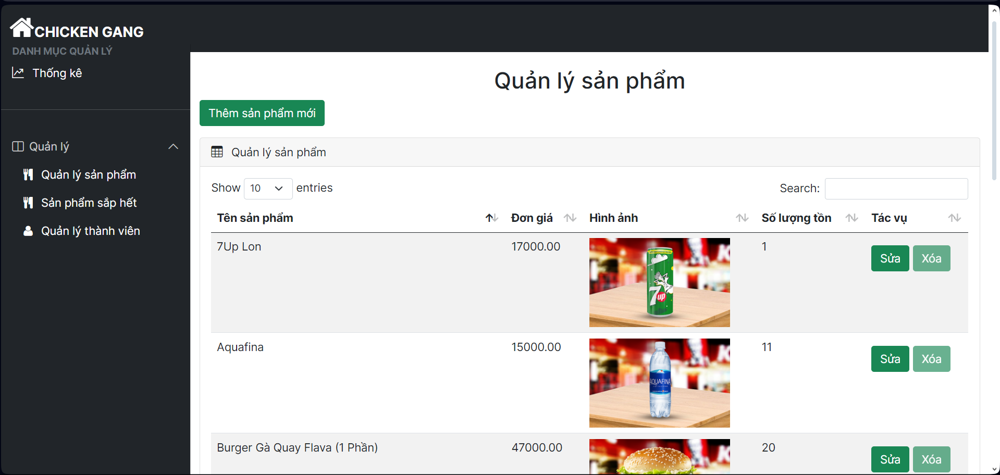 CHICKEN GANG
DANH MỤC QUẢN LÝ
Thống kê
Quản lý
Quản lý sản phẩm
Sản phẩm sắp hết
Quản lý thành viên
Quản lý sản phẩm
Thêm sản phẩm mới
Quản lý sản phẩm
Show 10 entries
Search:
Tên sản phẩm Đơn giá Hình ảnh Số lượng tồn Tác vụ
7Up Lon 17000.00 1 Sửa Xóa
7up
Aquafina 15000.00 11 Sửa Xóa
AQUAFINA
Burger Gà Quay Flava (1 Phần) 47000.00 20 Sửa Xóa